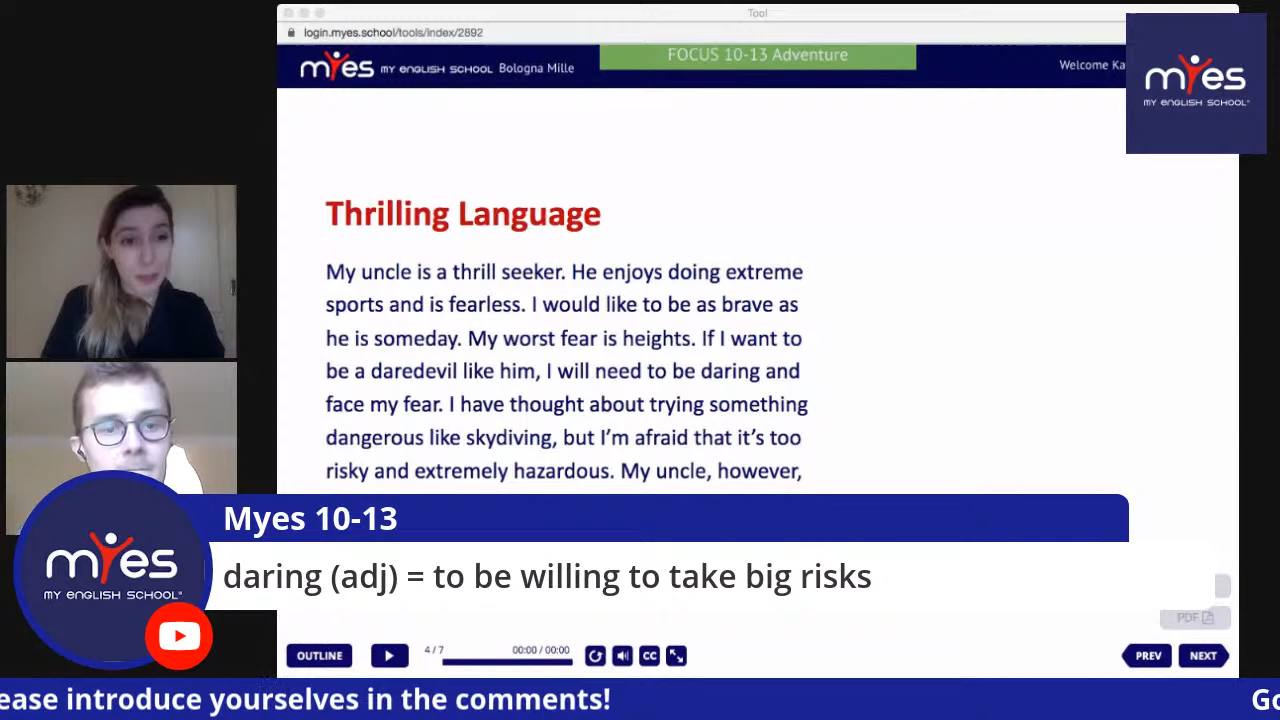 Tool
login.myes.school/tools/index/2892
myes MY ENGLISH SCHOOL Bologna Mille
FOCUS 10-13 Adventure
Welcome Ka
myes
MY ENGLISH SCHOOL
Thrilling Language
My uncle is a thrill seeker. He enjoys doing extreme
sports and is fearless. I would like to be as brave as
he is someday. My worst fear is heights. If I want to
be a daredevil like him, I will need to be daring and
face my fear. I have thought about trying something
dangerous like skydiving, but I'm afraid that it's too
risky and extremely hazardous. My uncle, however,
Myes 10-13
daring (adj) = to be willing to take big risks
myes
MY ENGLISH SCHOOL
PDF
OUTLINE
4 / 7
00:00 / 00:00
CC
PREV
NEXT
ease introduce yourselves in the comments!
Go